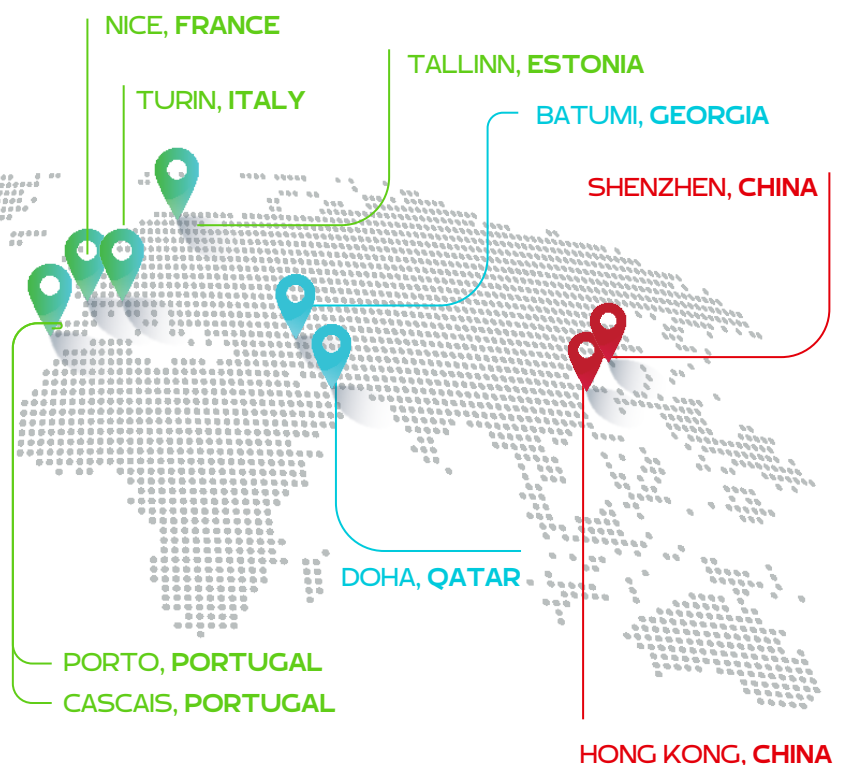 NICE, FRANCE
TALLINN, ESTONIA
TURIN, ITALY
BATUMI, GEORGIA
SHENZHEN, CHINA
DOHA, QATAR
PORTO, PORTUGAL
CASCAIS, PORTUGAL
HONG KONG, CHINA